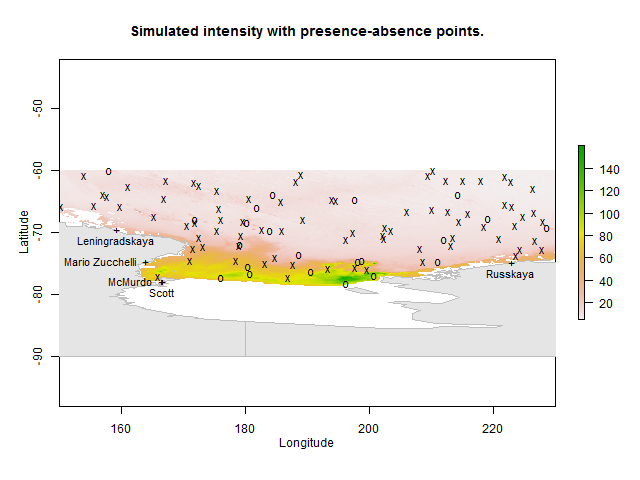 Simulated intensity with presence-absence points.
Latitude
-50
-60
-70
-80
-90
Leningradskaya
Mario Zucchelli
McMurdo
Scott
Russkaya
160
180
200
220
Longitude
140
120
100
80
60
40
20